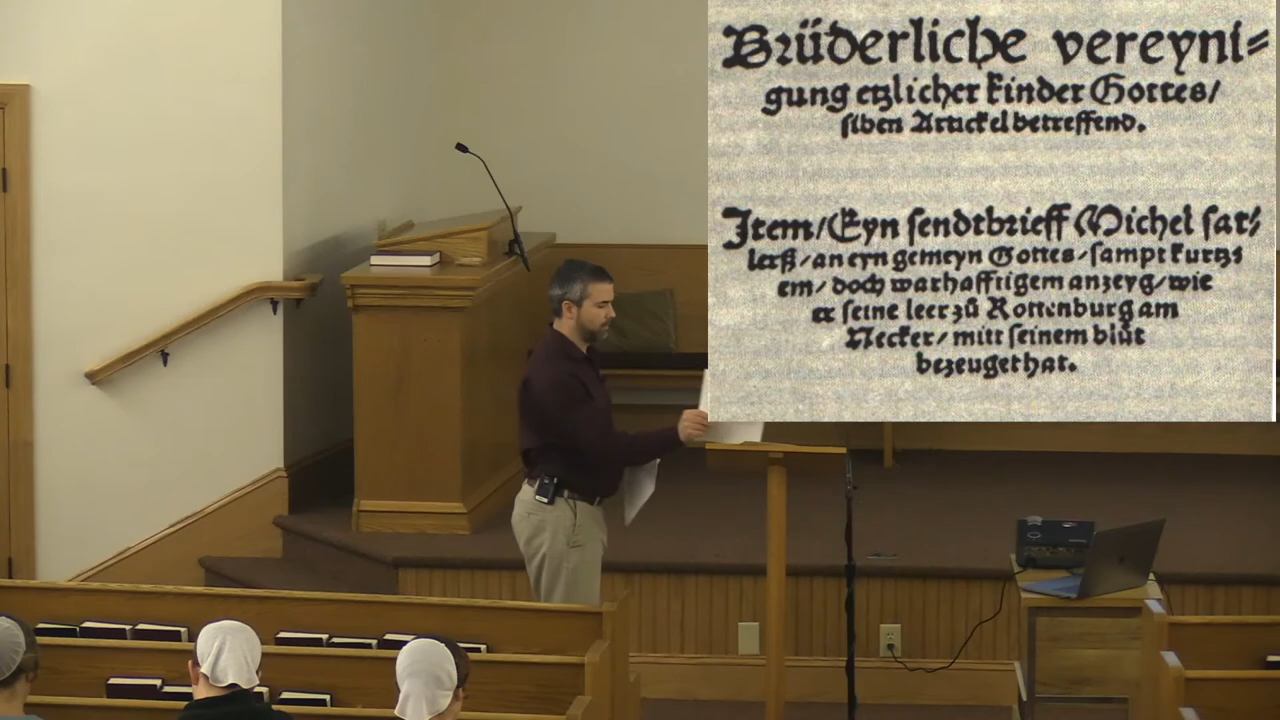 Brüderliche vereyni⸗
gung etzlicher kinder Gottes/
siben Artickel betreffend.
Item/Eyn sendtbrieff Michel sat⸗
lerß/an eyn gemeyn Gottes/sampt kurtz
em/doch warhafftigem anzeyg/wie
er seine leer zů Rottenburg am
Necker/mitt seinem blůt
bezeuget hat.